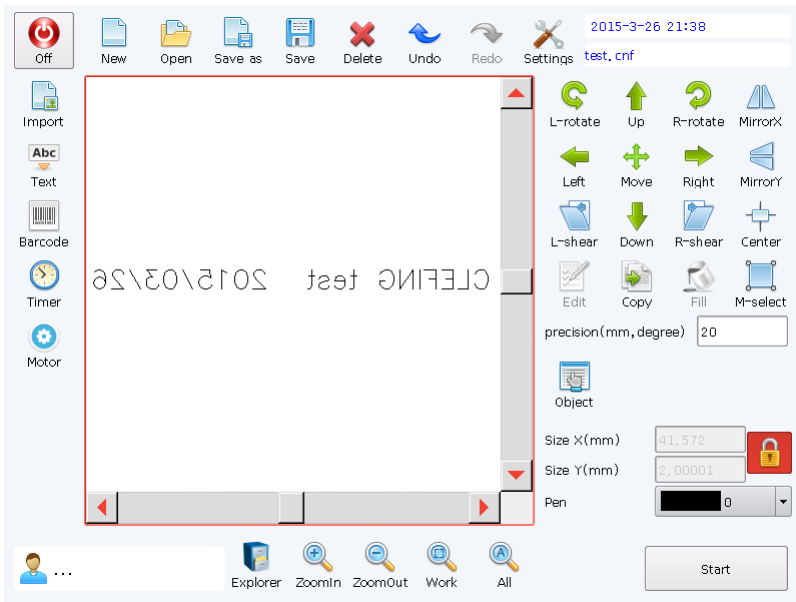 2015-3-26 21:38
Off New Open Save as Save Delete Undo Redo Settings test.cnf
Import
Abc
Text
Barcode
Timer
Motor
CLEFING test 2015/03/26
L-rotate Up R-rotate MirrorX
Left Move Right MirrorY
L-shear Down R-shear Center
Edit Copy Fill M-select
precision(mm,degree) 20
Object
Size X(mm) 41.572
Size Y(mm) 2.00001
Pen 0
...
Explorer ZoomIn ZoomOut Work A All
Start